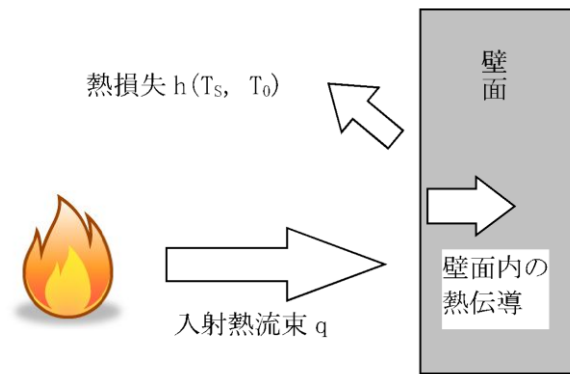 熱損失 h(TS, T0)
壁
面
入射熱流束 q
壁面内の
熱伝導